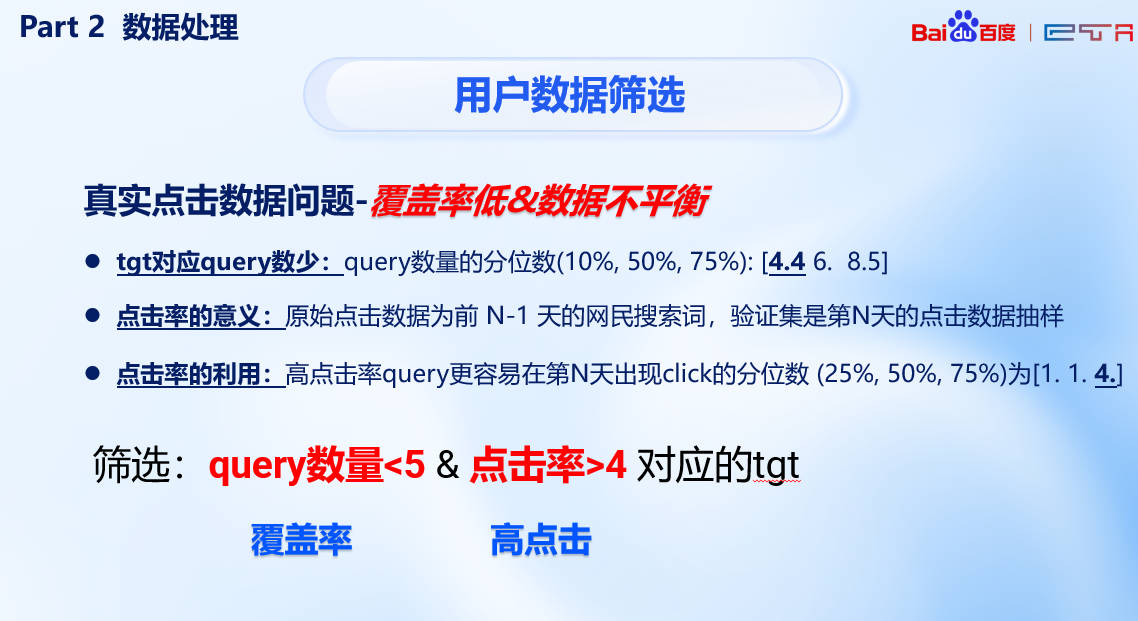 Part 2 数据处理
Bai du 百度 | CTA
用户数据筛选
真实点击数据问题-覆盖率低&数据不平衡
tgt对应query数少：query数量的分位数(10%, 50%, 75%): [4.4 6. 8.5]
点击率的意义：原始点击数据为前 N-1 天的网民搜索词，验证集是第N天的点击数据抽样
点击率的利用：高点击率query更容易在第N天出现click的分位数 (25%, 50%, 75%)为[1. 1. 4.]
筛选：query数量<5 & 点击率>4 对应的tgt
覆盖率 高点击